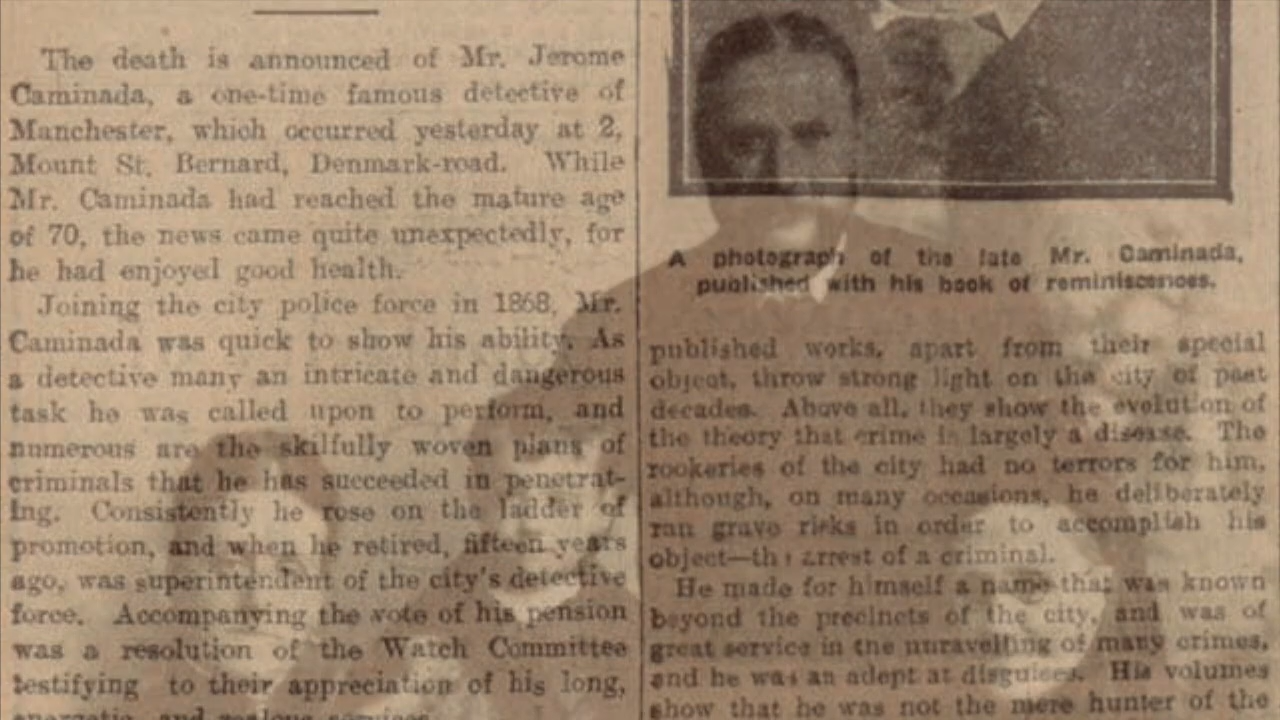 The death is announced of Mr. Jerome
Caminada, a one-time famous detective of
Manchester, which occurred yesterday at 2,
Mount St. Bernard, Denmark-road. While
Mr. Caminada had reached the mature age
of 70, the news came quite unexpectedly, for
he had enjoyed good health.
Joining the city police force in 1868, Mr.
Caminada was quick to show his ability. As
a detective many an intricate and dangerous
task he was called upon to perform, and
numerous are the skilfully woven plans of
criminals that he has succeeded in penetrat-
ing. Consistently he rose on the ladder of
promotion, and when he retired, fifteen years
ago, was superintendent of the city's detective
force. Accompanying the vote of his pension
was a resolution of the Watch Committee
testifying to their appreciation of his long,
energetic and zealous services.
A photograph of the late Mr. Caminada,
published with his book of reminiscences.
published works, apart from their special
object, throw strong light on the city of past
decades. Above all, they show the evolution of
the theory that crime is largely a disease. The
rookeries of the city had no terrors for him,
although, on many occasions, he deliberately
ran grave risks in order to accomplish his
object—the arrest of a criminal.
He made for himself a name that was known
beyond the precincts of the city, and was of
great service in the unravelling of many crimes,
and he was an adept at disguises. His volumes
show that he was not the mere hunter of the